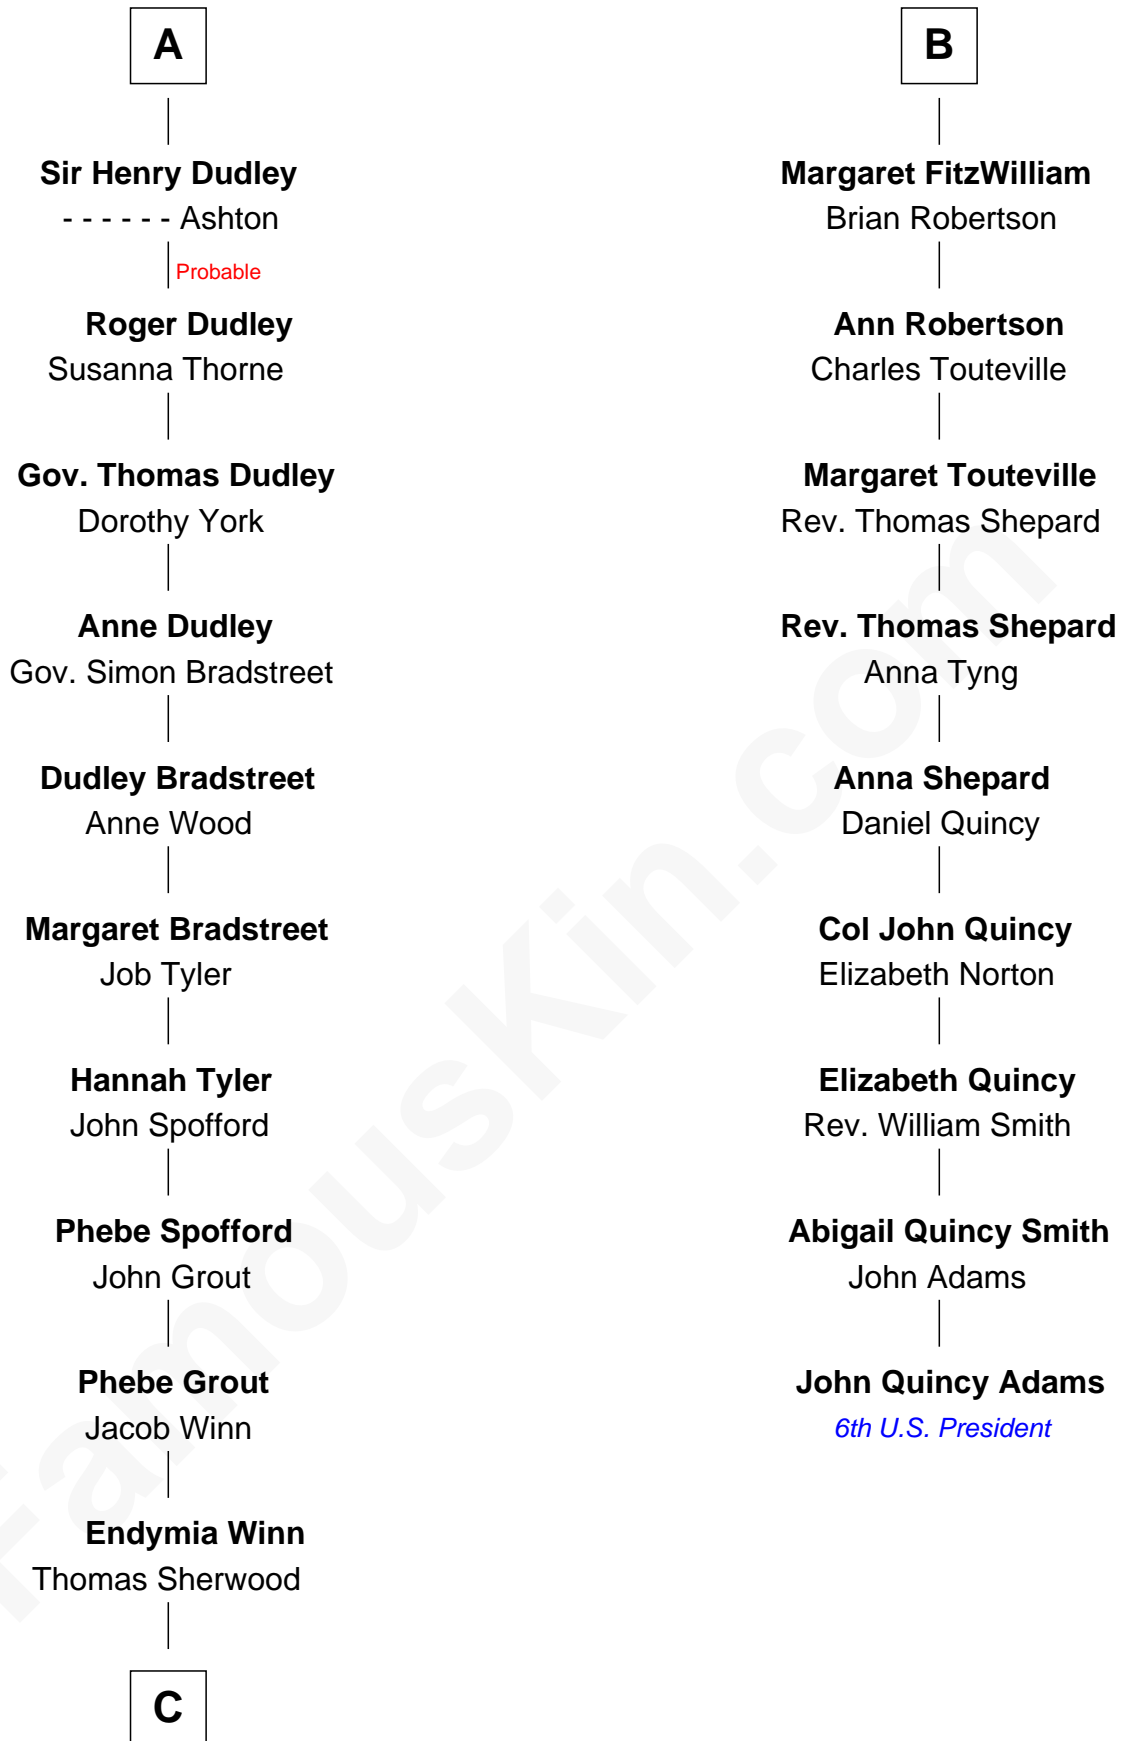 A
Sir Henry Dudley
- - - - - - Ashton
Probable
Roger Dudley
Susanna Thorne
Gov. Thomas Dudley
Dorothy York
Anne Dudley
Gov. Simon Bradstreet
Dudley Bradstreet
Anne Wood
Margaret Bradstreet
Job Tyler
Hannah Tyler
John Spofford
Phebe Spofford
John Grout
Phebe Grout
Jacob Winn
Endymia Winn
Thomas Sherwood
C
B
Margaret FitzWilliam
Brian Robertson
Ann Robertson
Charles Touteville
Margaret Touteville
Rev. Thomas Shepard
Rev. Thomas Shepard
Anna Tyng
Anna Shepard
Daniel Quincy
Col John Quincy
Elizabeth Norton
Elizabeth Quincy
Rev. William Smith
Abigail Quincy Smith
John Adams
John Quincy Adams
6th U.S. President
FamousKin.com